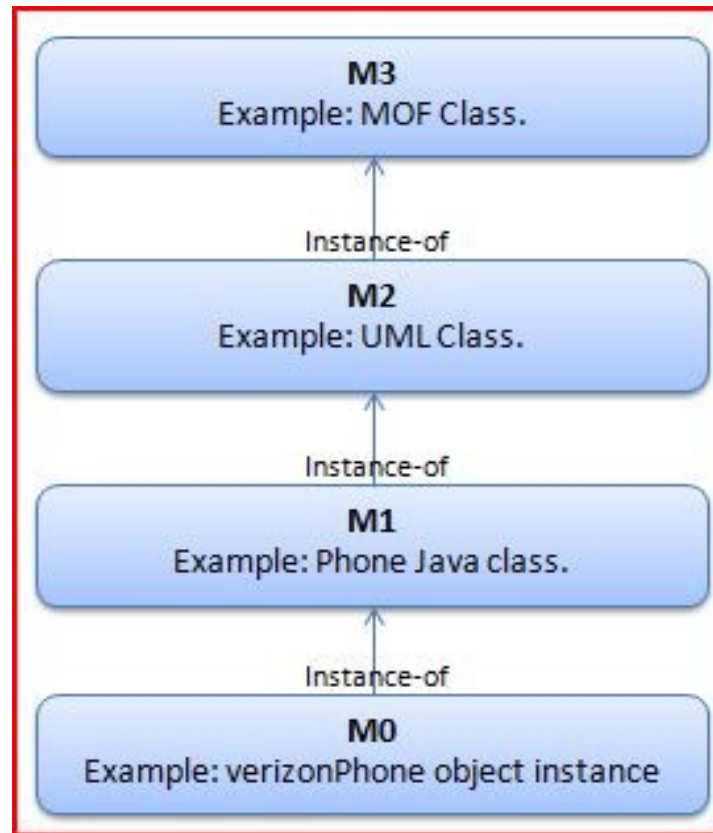 M3
Example: MOF Class.
Instance-of
M2
Example: UML Class.
Instance-of
M1
Example: Phone Java class.
Instance-of
M0
Example: verizonPhone object instance